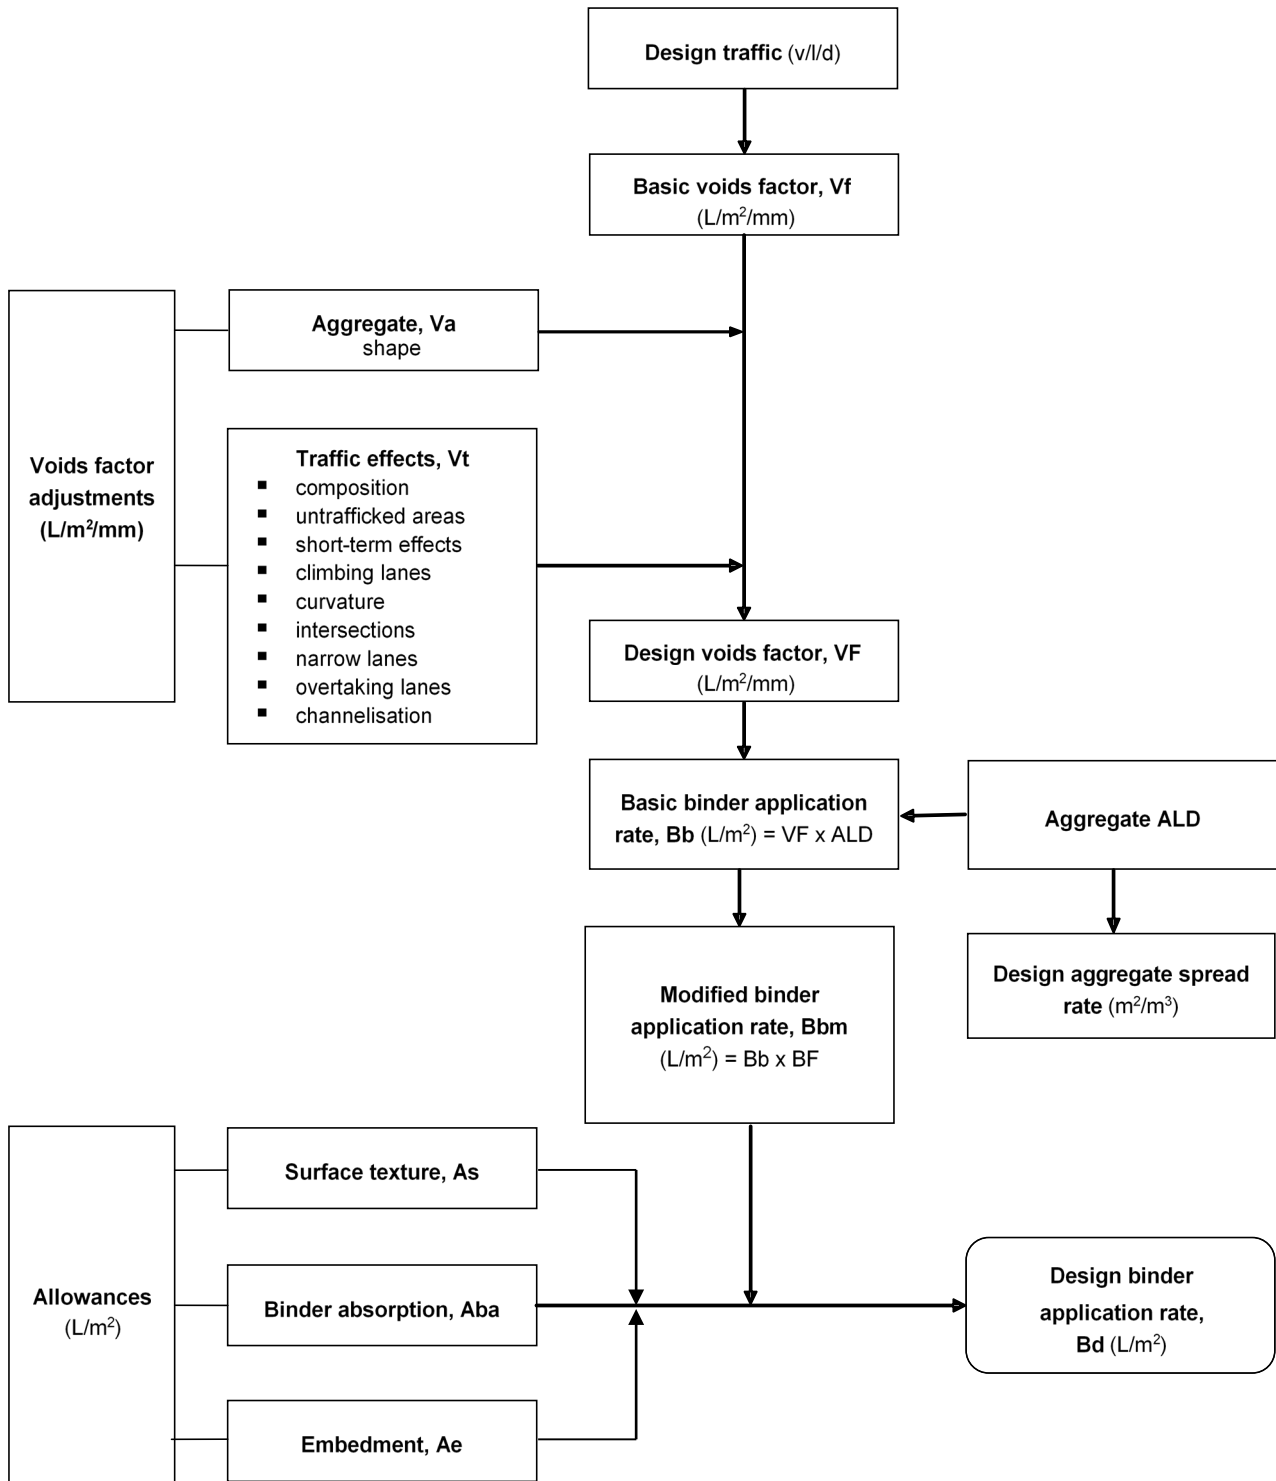 Design traffic (v/l/d)
Basic voids factor, Vf
(L/m²/mm)
Aggregate, Va
shape
Voids factor
adjustments
(L/m²/mm)
Traffic effects, Vt
▪ composition
▪ untrafficked areas
▪ short-term effects
▪ climbing lanes
▪ curvature
▪ intersections
▪ narrow lanes
▪ overtaking lanes
▪ channelisation
Design voids factor, VF
(L/m²/mm)
Basic binder application
rate, Bb (L/m²) = VF x ALD
Aggregate ALD
Modified binder
application rate, Bbm
(L/m²) = Bb x BF
Design aggregate spread
rate (m²/m³)
Allowances
(L/m²)
Surface texture, As
Binder absorption, Aba
Embedment, Ae
Design binder
application rate,
Bd (L/m²)